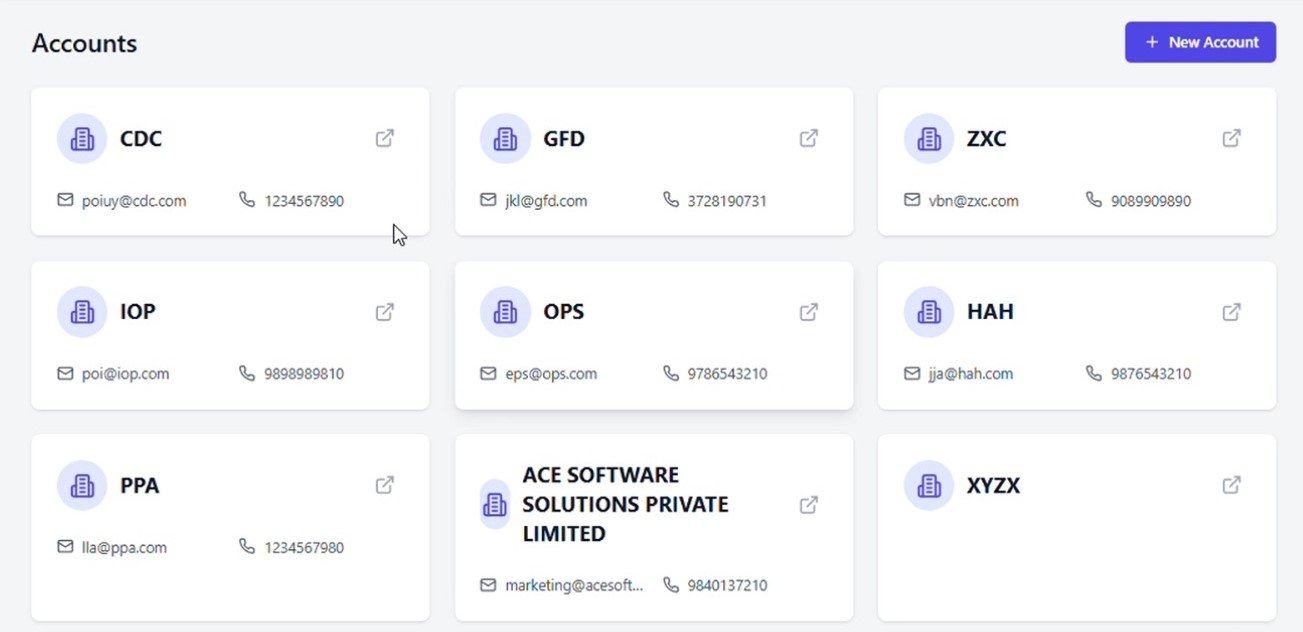 Accounts
+ New Account
CDC
poiuy@cdc.com 1234567890
GFD
jkl@gfd.com 3728190731
ZXC
vbn@zxc.com 9089909890
IOP
poi@iop.com 9898989810
OPS
eps@ops.com 9786543210
HAH
jja@hah.com 9876543210
PPA
lla@ppa.com 1234567980
ACE SOFTWARE
SOLUTIONS PRIVATE
LIMITED
marketing@acesoft... 9840137210
XYZX